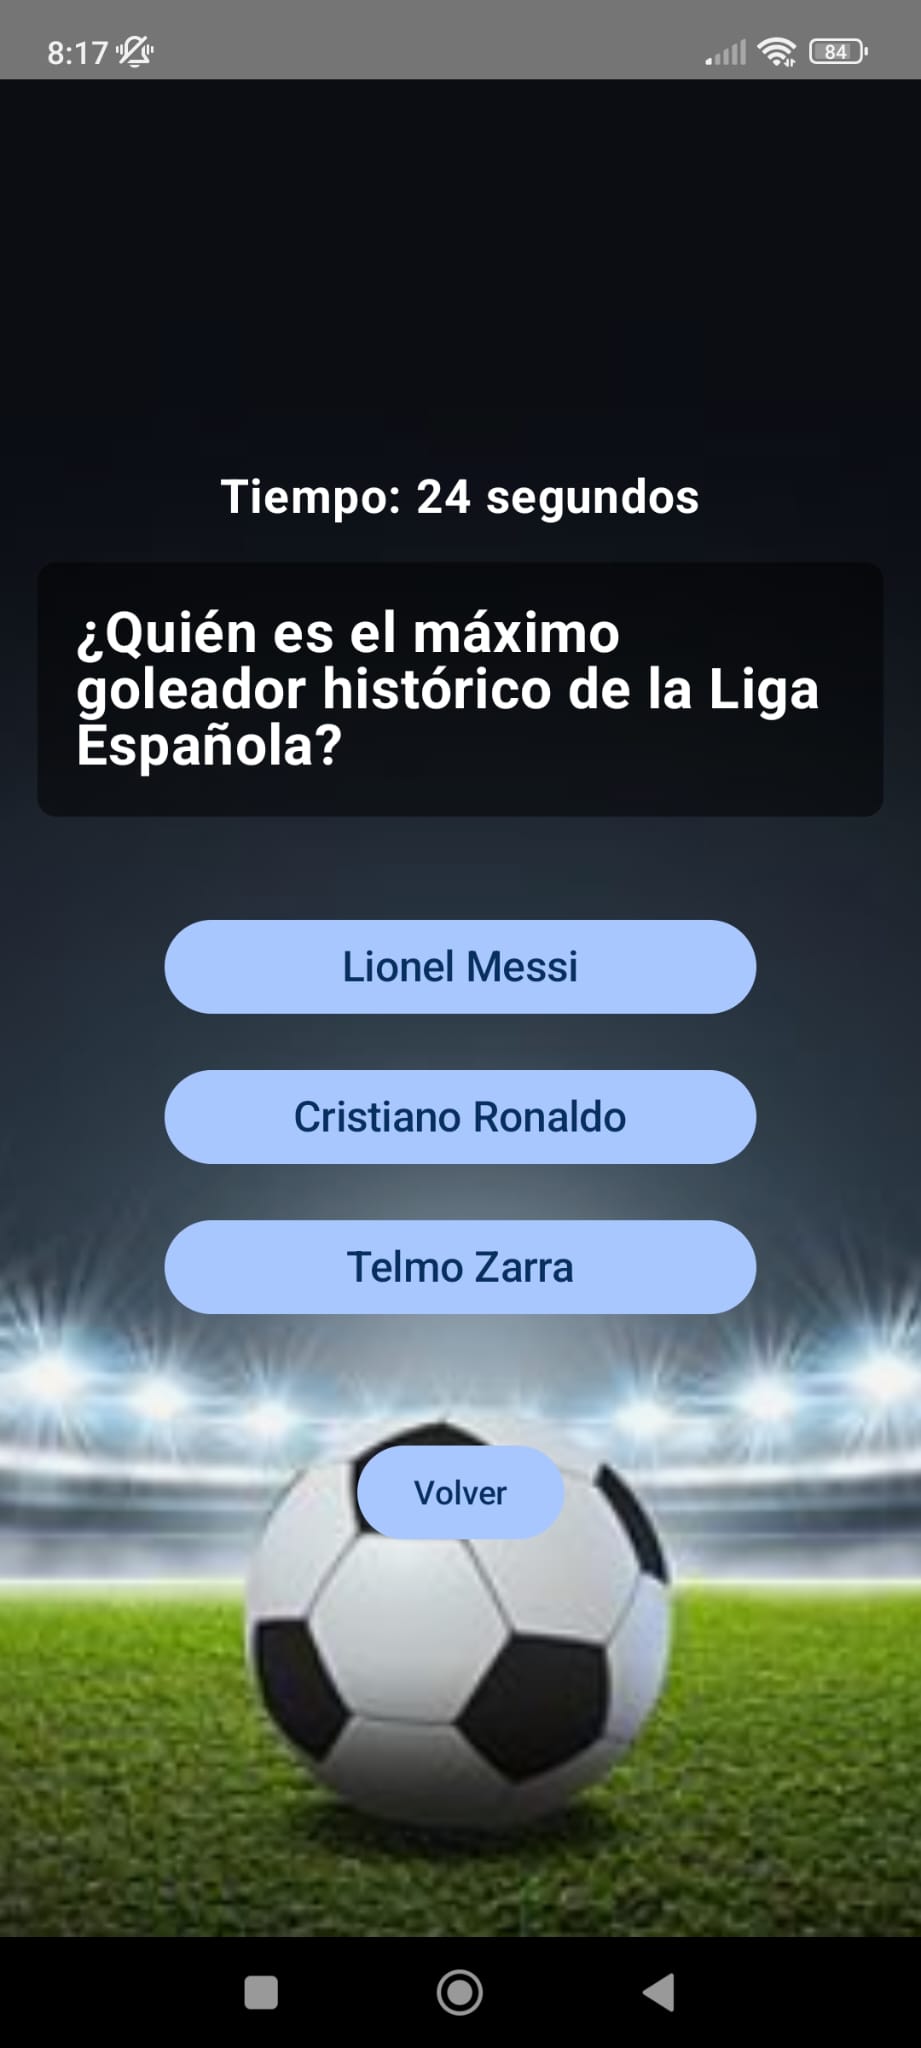 8:17
84
Tiempo: 24 segundos
¿Quién es el máximo
goleador histórico de la Liga
Española?
Lionel Messi
Cristiano Ronaldo
Telmo Zarra
Volver